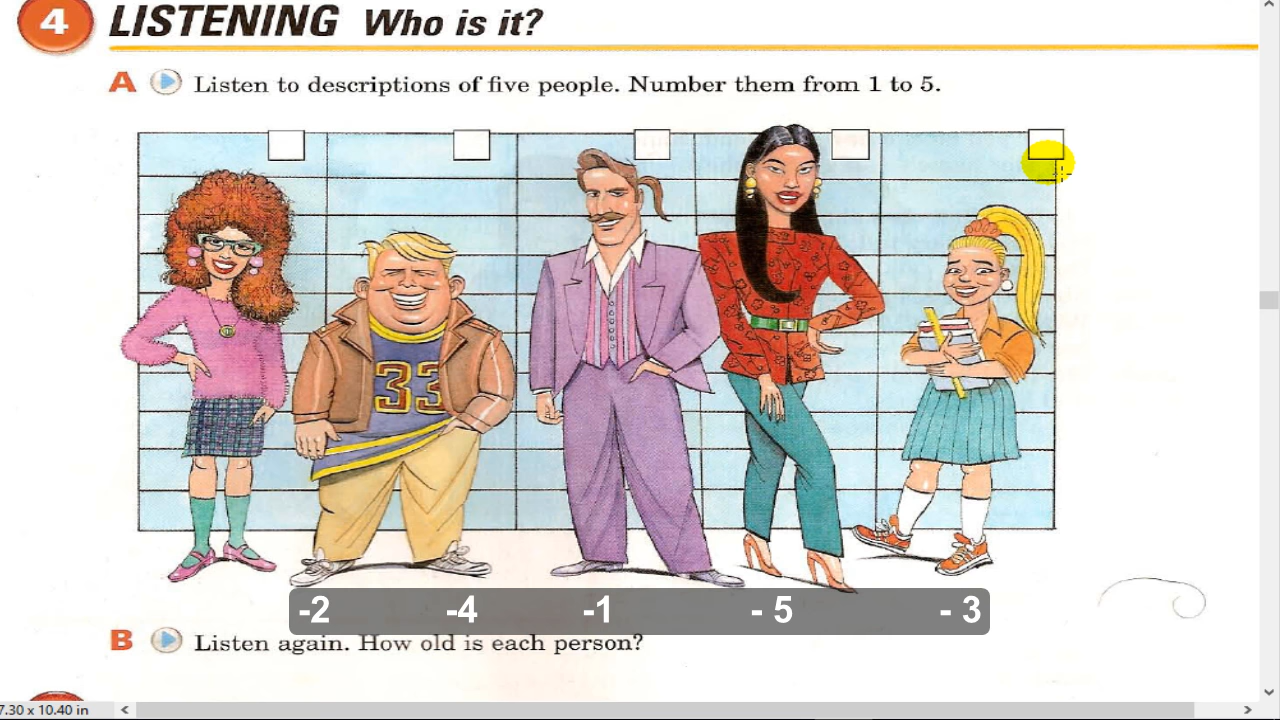 4 LISTENING Who is it?
A Listen to descriptions of five people. Number them from 1 to 5.
33
-2 -4 -1 - 5 - 3
B Listen again. How old is each person?
7.30 x 10.40 in